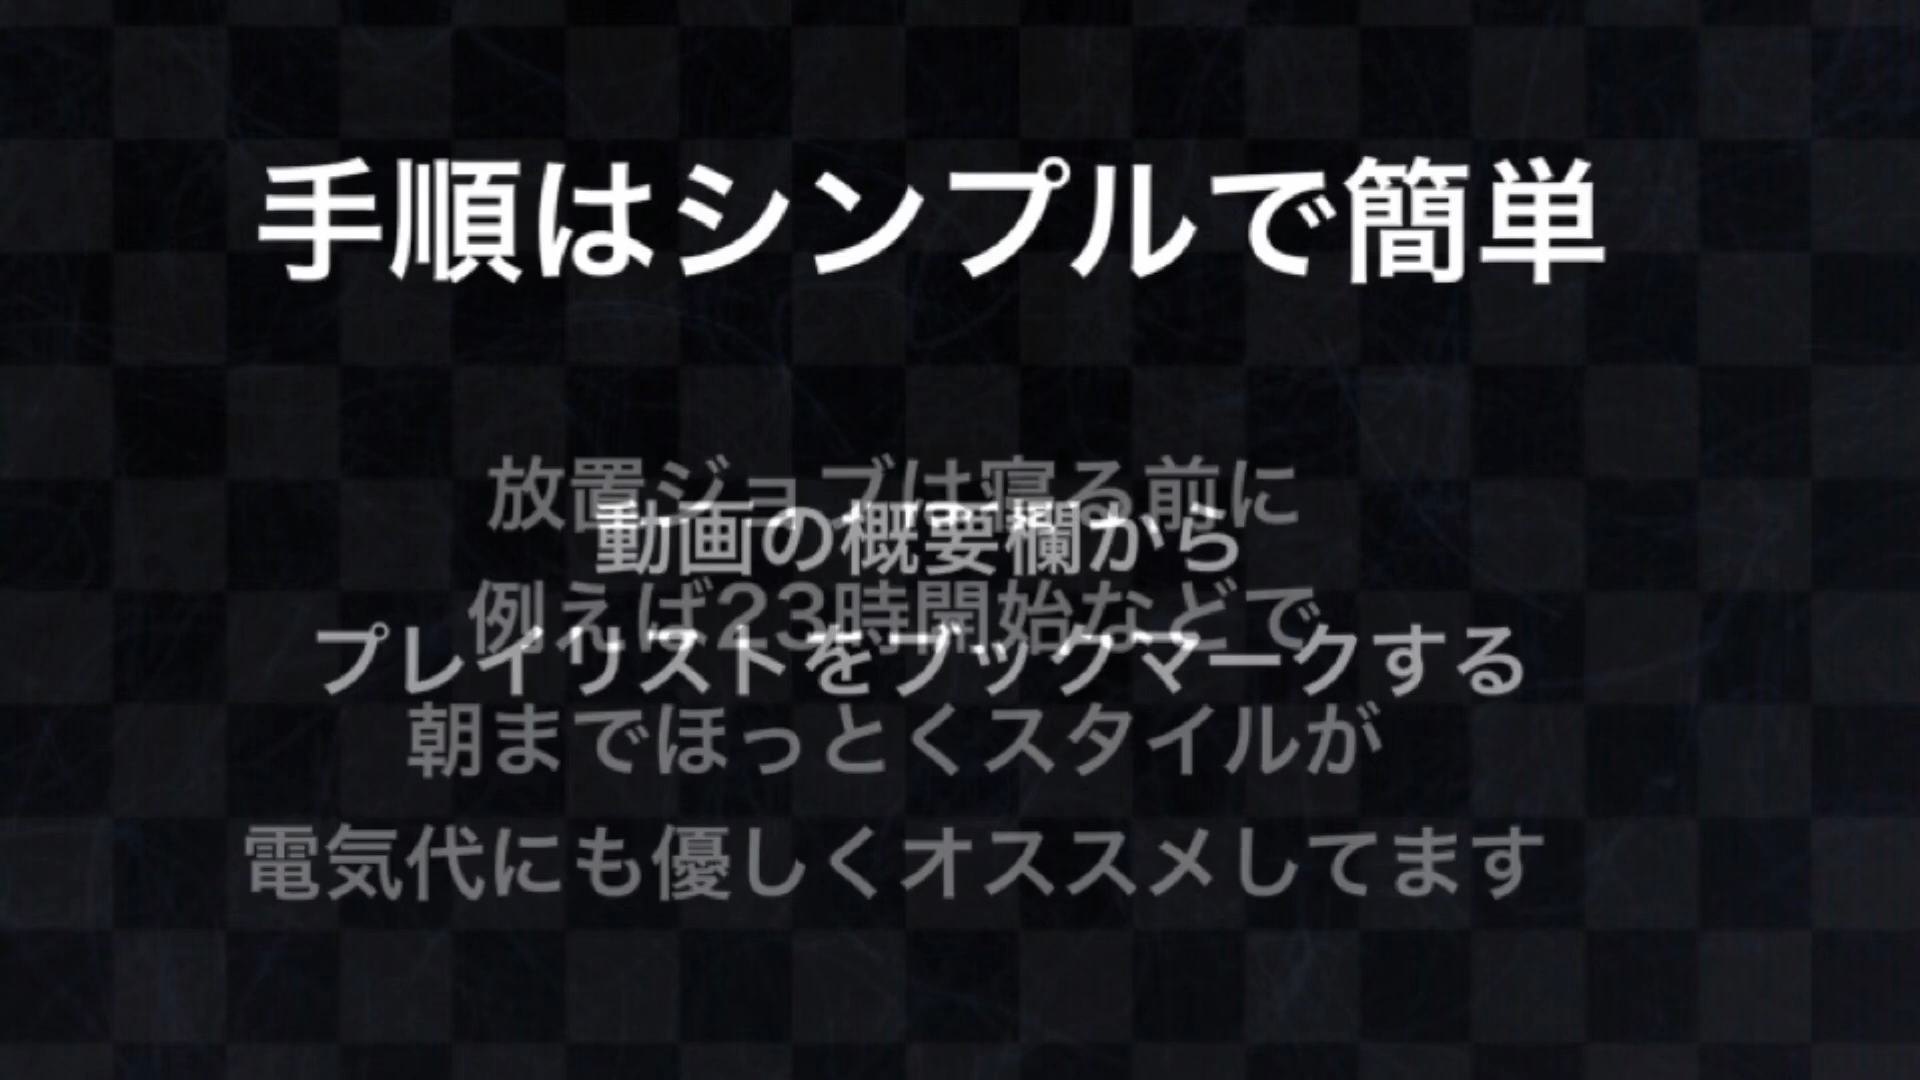 手順はシンプルで簡単
放置ジョブは寝る前に
動画の概要欄から
例えば23時開始などで
プレイリストをブックマークする
朝までほっとくスタイルが
電気代にも優しくオススメしてます